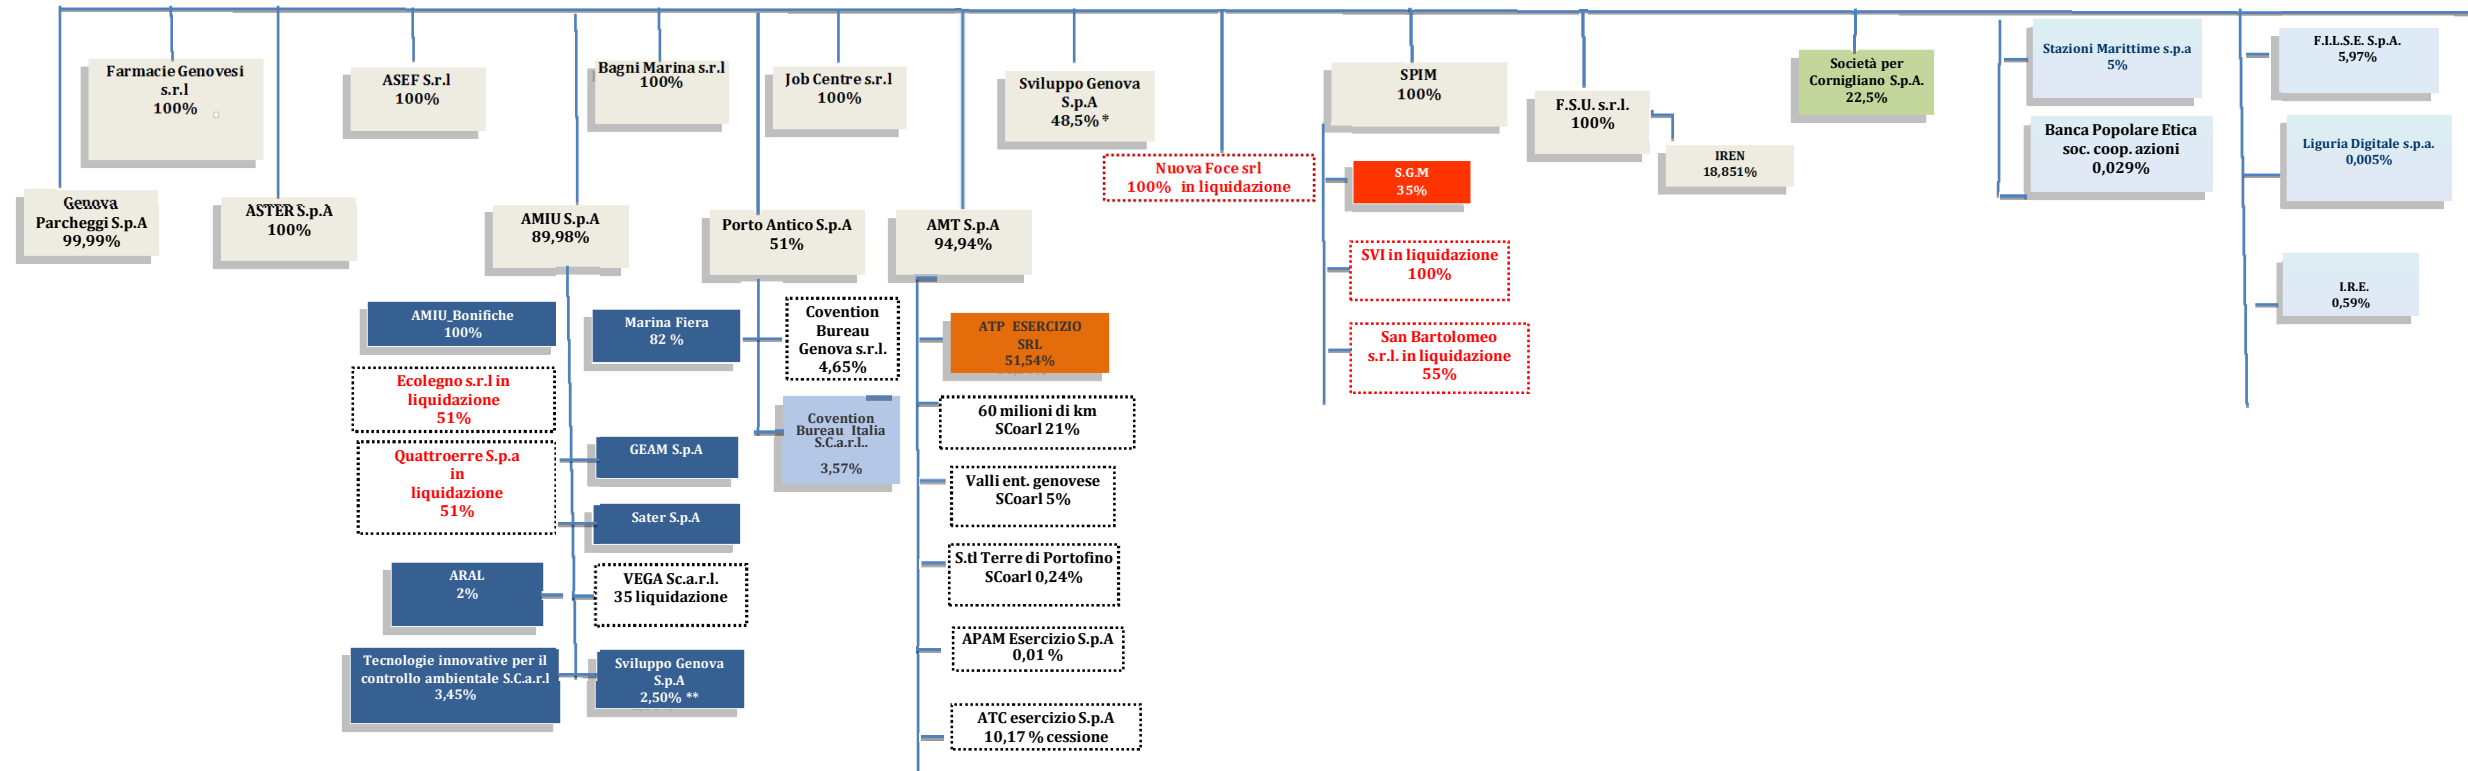 Farmacie Genovesi
s.r.l
100%
ASEF S.r.l
100%
Bagni Marina s.r.l
100%
Job Centre s.r.l
100%
Sviluppo Genova
S.p.A
48,5% *
SPIM
100%
F.S.U. s.r.l.
100%
IREN
18,851%
Società per
Cornigliano S.p.A.
22,5%
Stazioni Marittime s.p.a
5%
Banca Popolare Etica
soc. coop. azioni
0,029%
F.I.L.S.E. S.p.A.
5,97%
Liguria Digitale s.p.a.
0,005%
I.R.E.
0,59%
Nuova Foce srl
100% in liquidazione
S.G.M
35%
SVI in liquidazione
100%
San Bartolomeo
s.r.l. in liquidazione
55%
Genova
Parcheggi S.p.A
99,99%
ASTER S.p.A
100%
AMIU S.p.A
89,98%
Porto Antico S.p.A
51%
AMT S.p.A
94,94%
AMIU_Bonifiche
100%
Ecolegno s.r.l in
liquidazione
51%
Quattroerre S.p.a
in
liquidazione
51%
ARAL
2%
Tecnologie innovative per il
controllo ambientale S.C.a.r.l
3,45%
Marina Fiera
82 %
GEAM S.p.A
Sater S.p.A
VEGA Sc.a.r.l.
35 liquidazione
Sviluppo Genova
S.p.A
2,50% **
Covention
Bureau
Genova s.r.l.
4,65%
Covention
Bureau Italia
S.C.a.r.l..
3,57%
ATP ESERCIZIO
SRL
51,54%
60 milioni di km
SCoarl 21%
Valli ent. genovese
SCoarl 5%
S.tl Terre di Portofino
SCoarl 0,24%
APAM Esercizio S.p.A
0,01 %
ATC esercizio S.p.A
10,17 % cessione